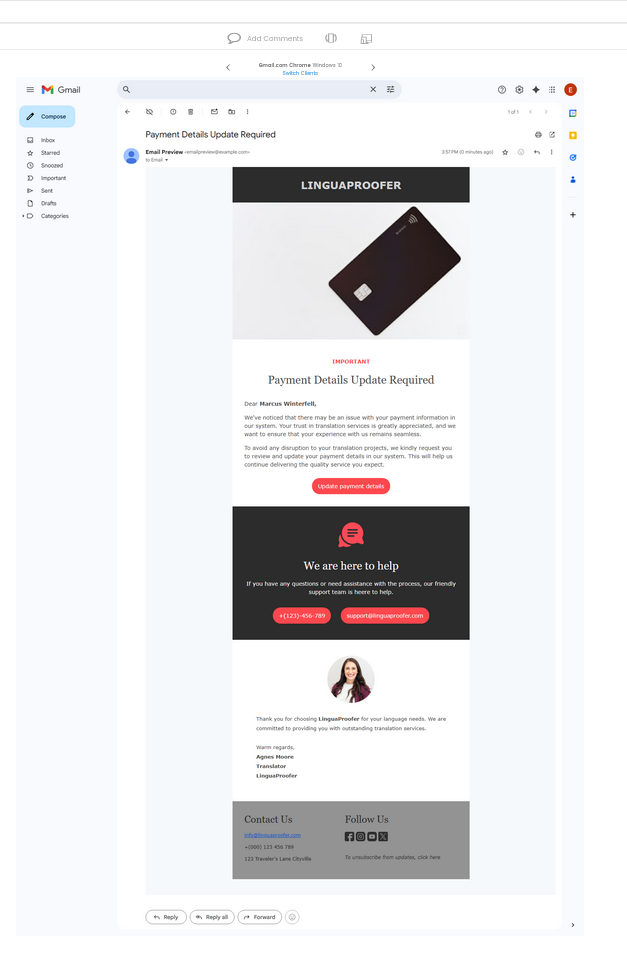 Add Comments
Gmail.com Chrome Windows 10
Switch Clients
Gmail
Compose
1 of 1
Inbox
Starred
Snoozed
Important
Sent
Drafts
Categories
Payment Details Update Required
Email Preview <emailpreview@example.com>
3:57 PM (0 minutes ago)
to Email
E
LINGUAPROOFER
IMPORTANT
Payment Details Update Required
Dear Marcus Winterfell,
We've noticed that there may be an issue with your payment information in
our system. Your trust in translation services is greatly appreciated, and we
want to ensure that your experience with us remains seamless.
To avoid any disruption to your translation projects, we kindly request you
to review and update your payment details in our system. This will help us
continue delivering the quality service you expect.
Update payment details
We are here to help
If you have any questions or need assistance with the process, our friendly
support team is heere to help.
+(123)-456-789
support@linguaproofer.com
Thank you for choosing LinguaProofer for your language needs. We are
committed to providing you with outstanding translation services.
Warm regards,
Agnes Moore
Translator
LinguaProofer
Contact Us
info@linguaproofer.com
+(000) 123 456 789
123 Traveler's Lane Cityville
Follow Us
To unsubscribe from updates, click here.
Reply
Reply all
Forward